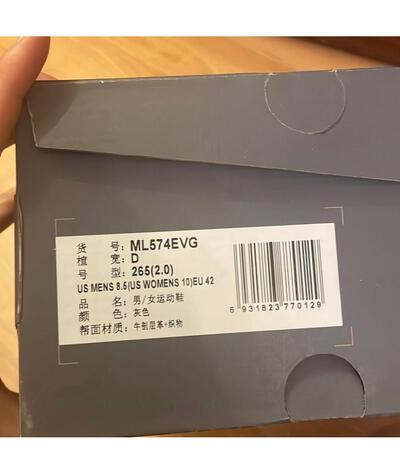 货 号: ML574EVG
楦 宽: D
号 型: 265(2.0)
US MENS 8.5(US WOMENS 10)EU 42
品 名: 男/女运动鞋
颜 色: 灰色
帮面材质: 牛剖层革+织物
6 931823 770129